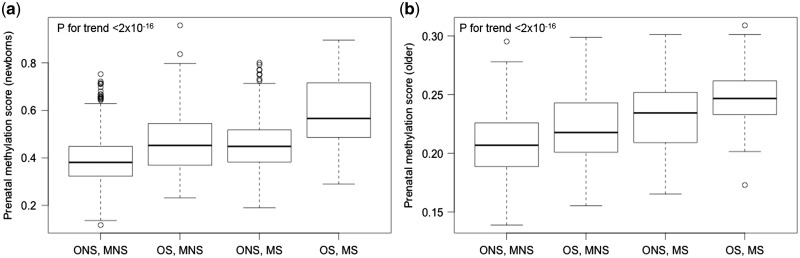 (a)
P for trend <2x10-16
Prenatal methylation score (newborns)
0.8
0.6
0.4
0.2
ONS, MNS
OS, MNS
ONS, MS
OS, MS
(b)
P for trend <2x10-16
Prenatal methylation score (older)
0.30
0.25
0.20
0.15
ONS, MNS
OS, MNS
ONS, MS
OS, MS